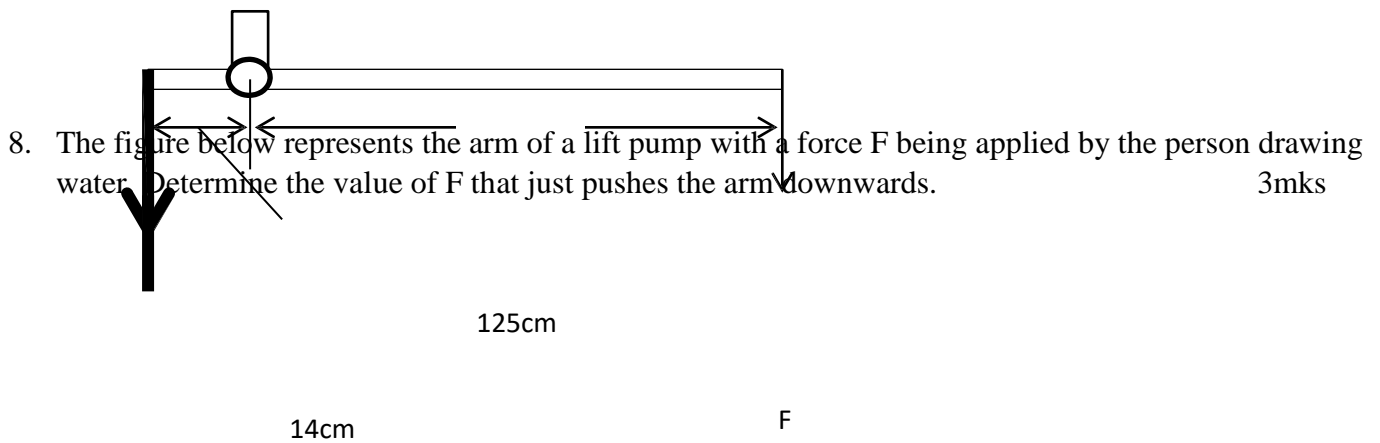 8. The figure below represents the arm of a lift pump with a force F being applied by the person drawing
water. Determine the value of F that just pushes the arm downwards. 3mks
125cm
14cm
F